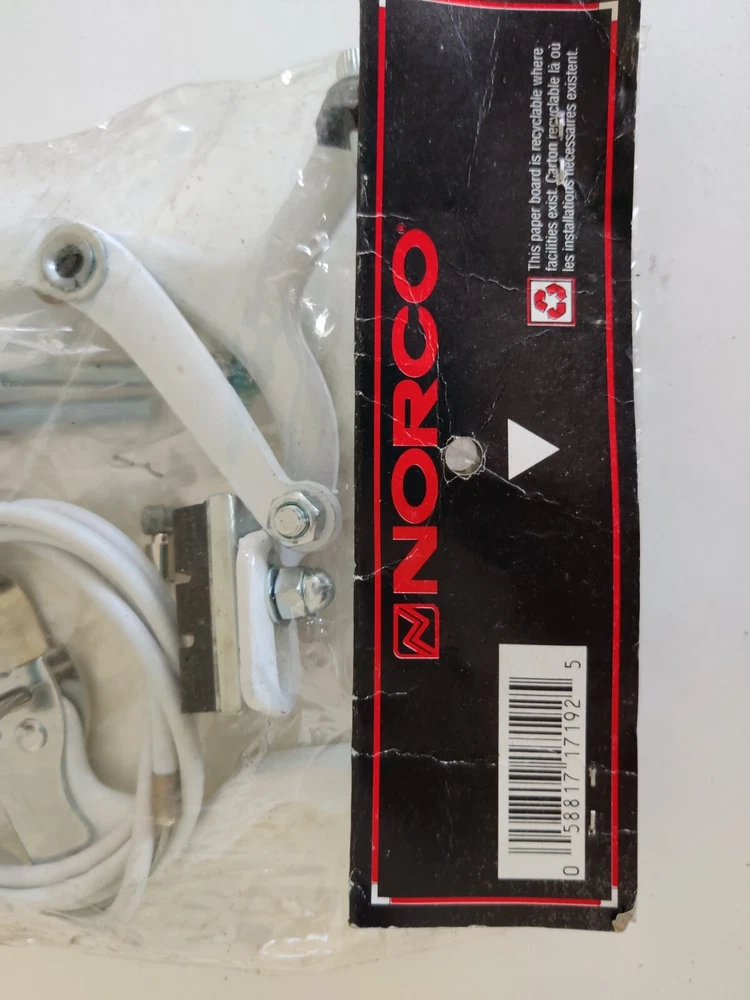 NORCO®
This paper board is recyclable where
facilities exist. Carton recyclable là où
les installations nécessaires existent.
0 58817 17192 5